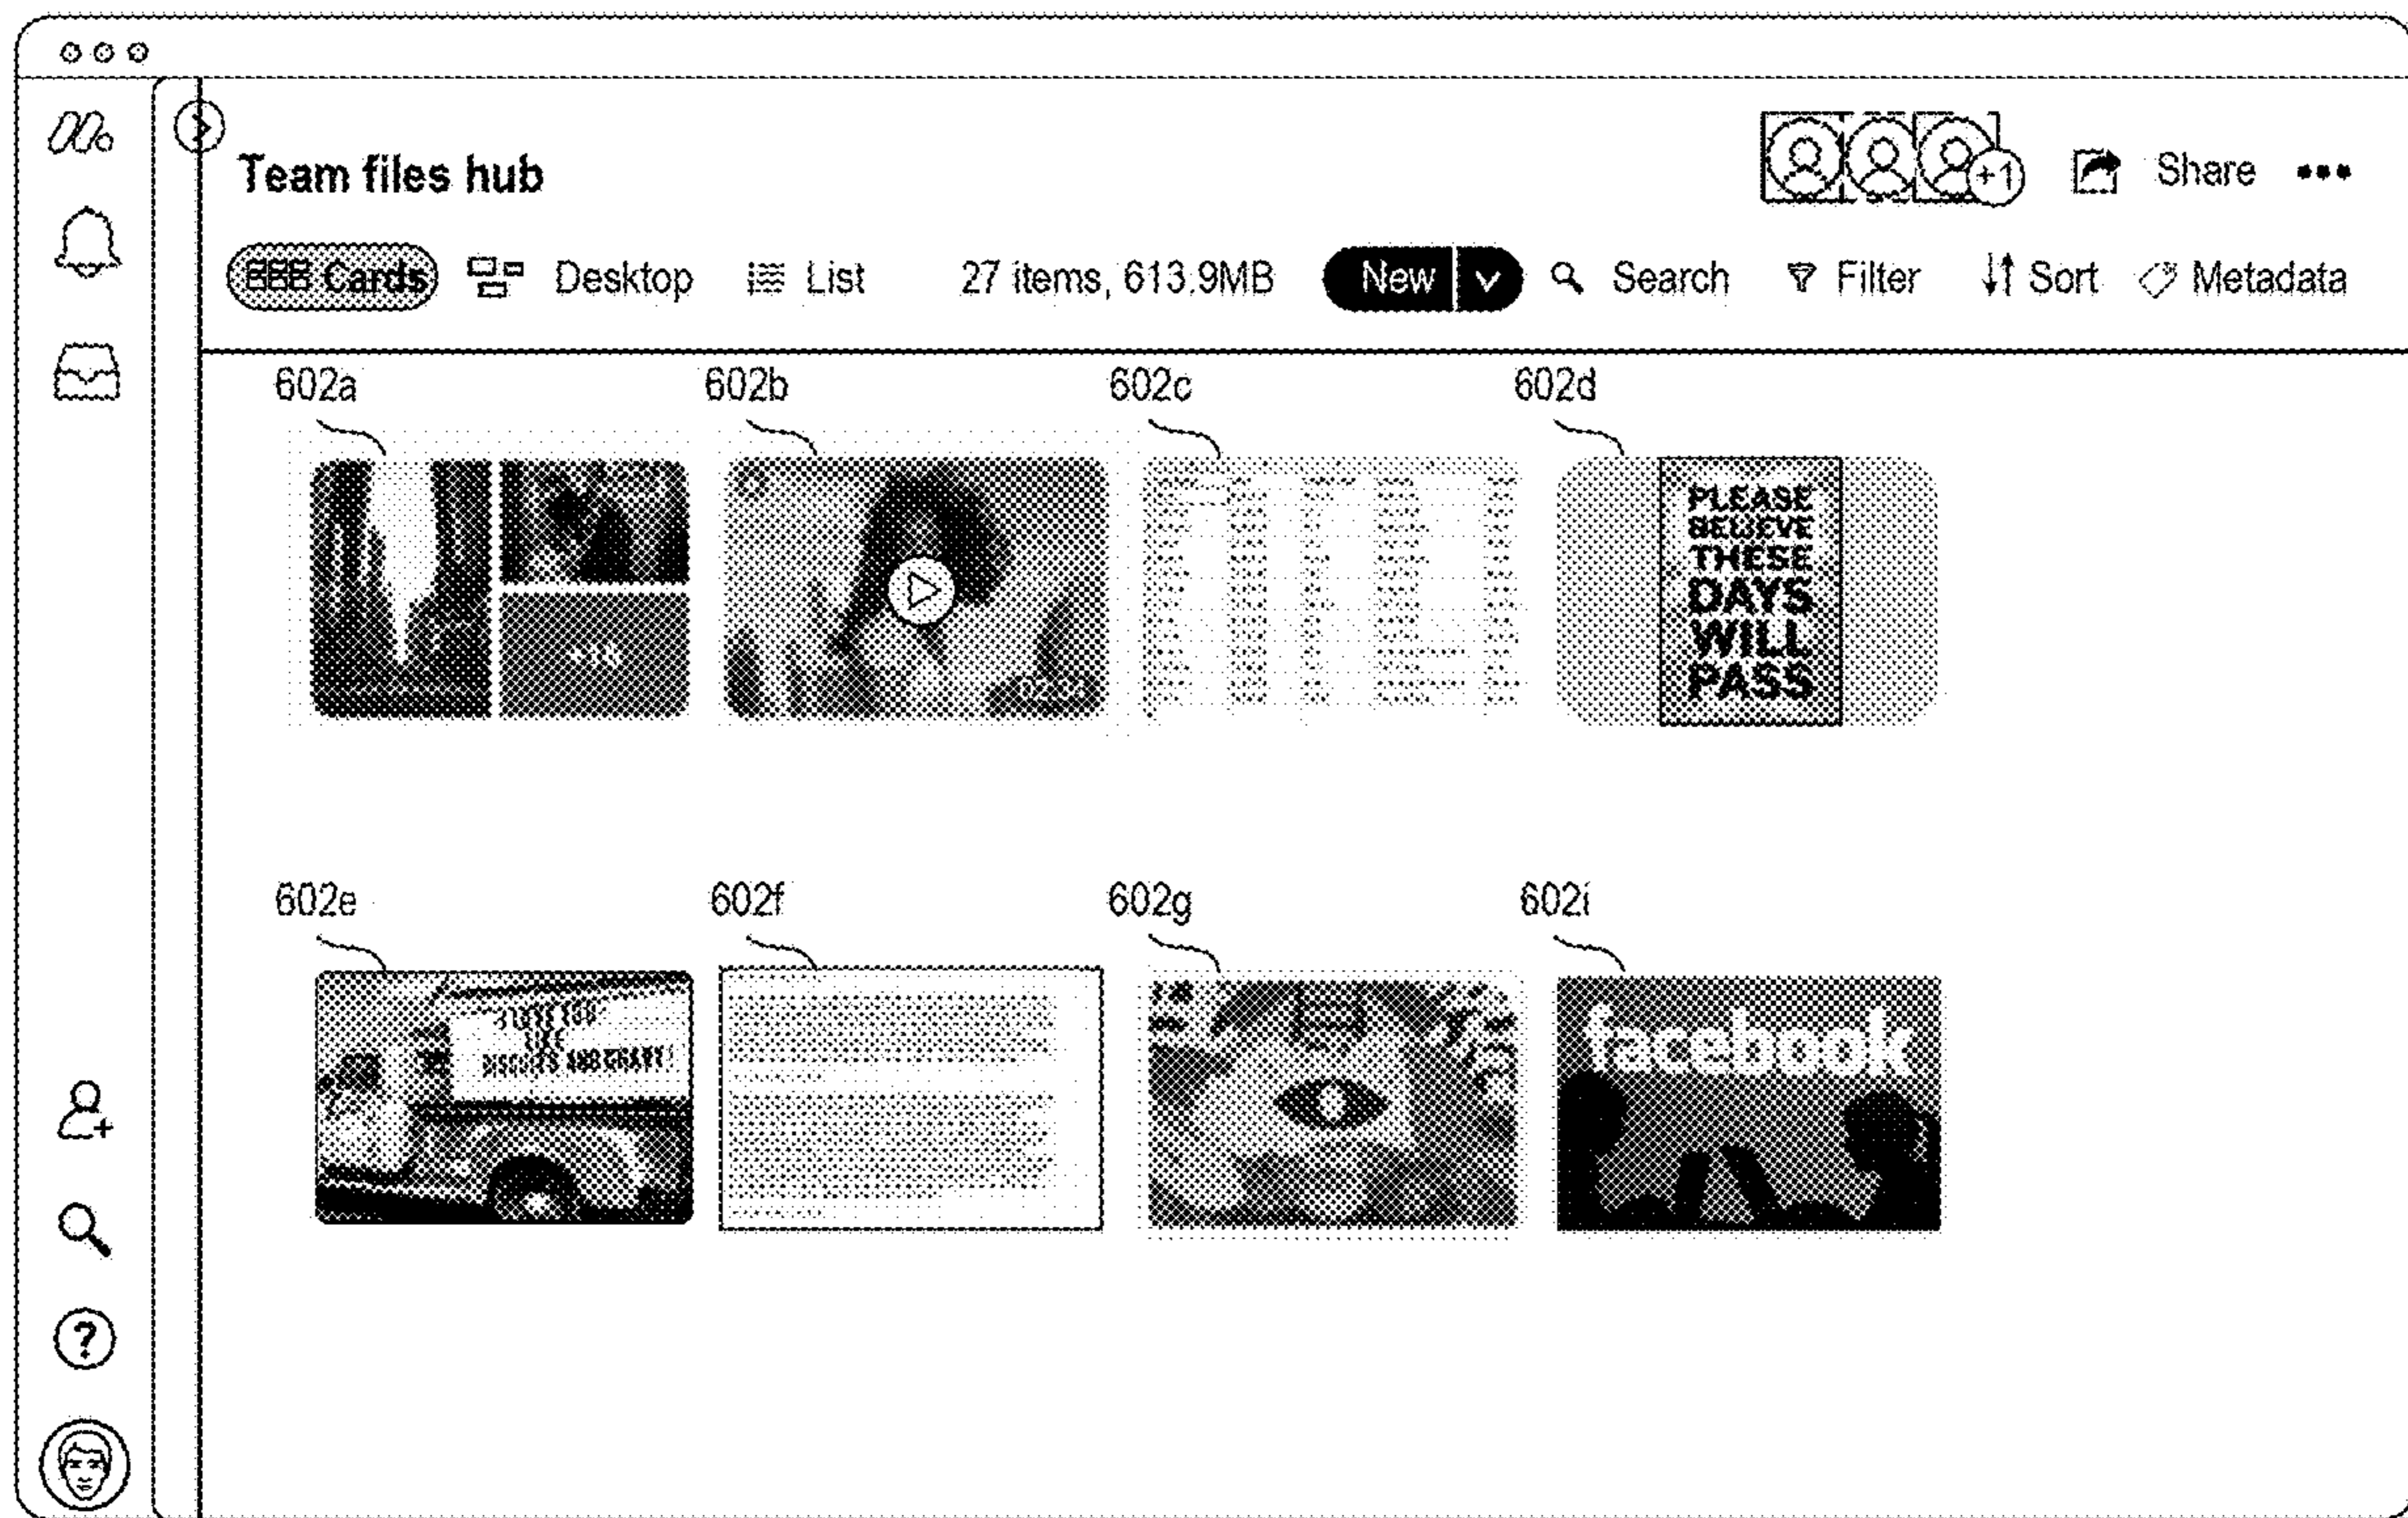 Team files hub
+1
Share
Cards
Desktop
List
27 items, 613.9MB
New
Search
Filter
Sort
Metadata
602a
602b
602c
602d
PLEASE
BELIEVE
THESE
DAYS
WILL
PASS
602e
602f
602g
602i
facebook